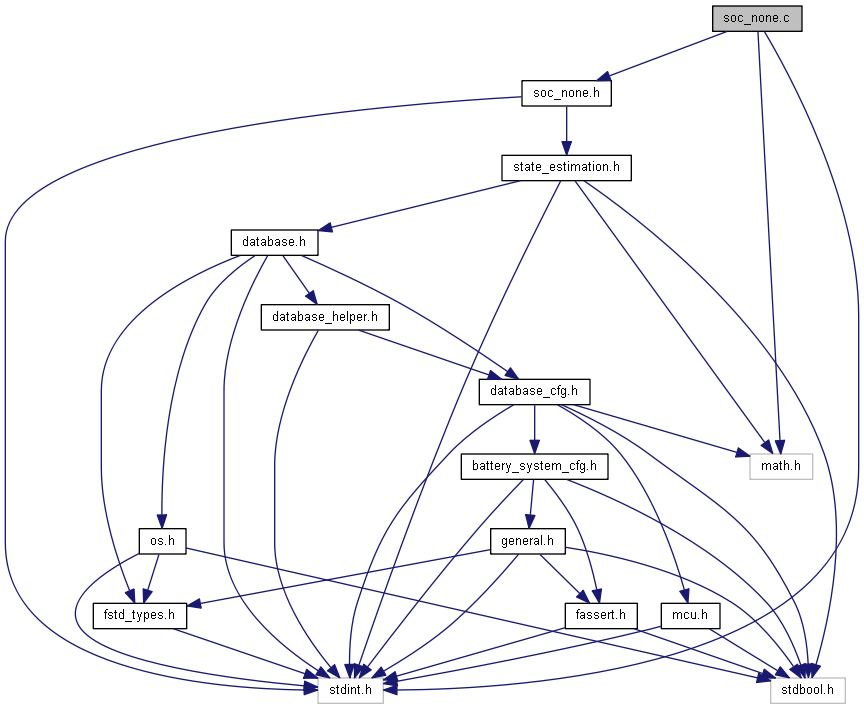 soc_none.c
soc_none.h
state_estimation.h
database.h
database_helper.h
database_cfg.h
battery_system_cfg.h
math.h
os.h
general.h
fstd_types.h
fassert.h
mcu.h
stdint.h
stdbool.h